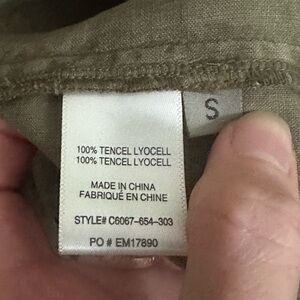 S
100% TENCEL LYOCELL
100% TENCEL LYOCELL
MADE IN CHINA
FABRIQUÉ EN CHINE
STYLE# C6067-654-303
PO # EM17890